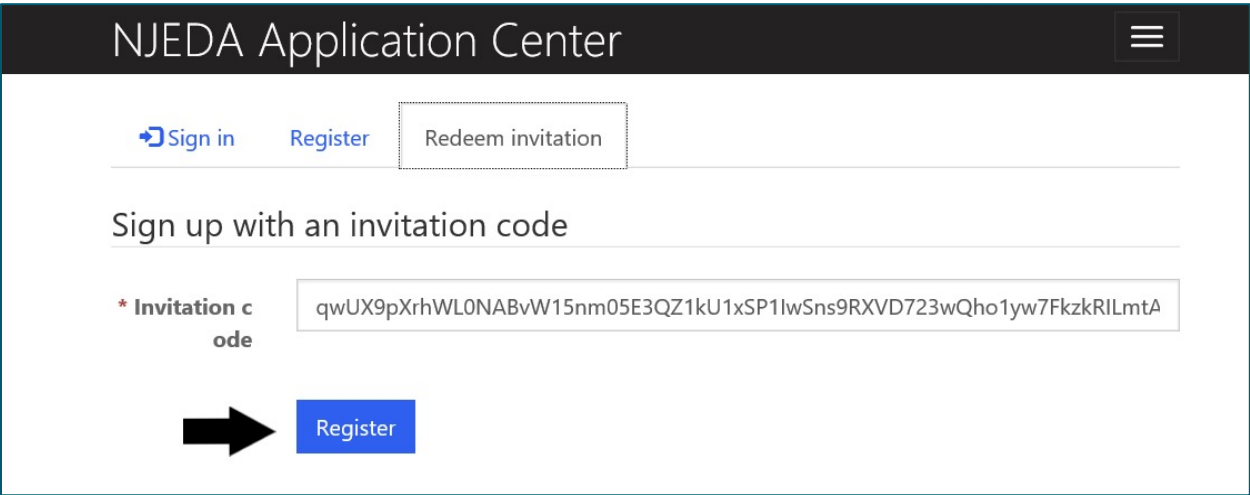 NJEDA Application Center
Sign in Register Redeem invitation
Sign up with an invitation code
* Invitation c
ode
qwUX9pXrhWL0NABvW15nm05E3QZ1kU1xSP1IwSns9RXVD723wQho1yw7FkzkRILmtA
Register